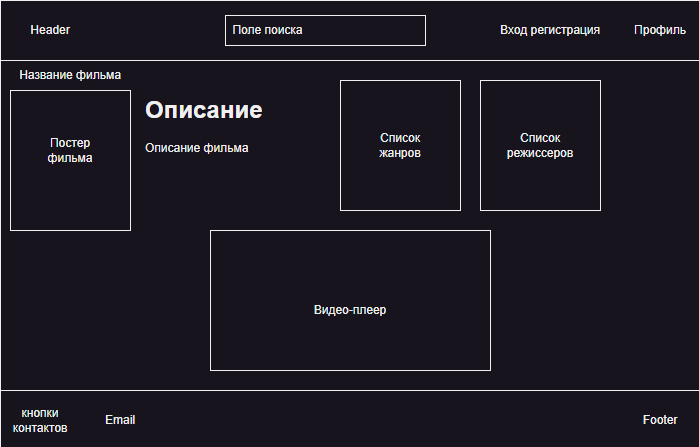 Header
Поле поиска
Вход регистрация
Профиль
Название фильма
Постер
фильма
Описание
Описание фильма
Список
жанров
Список
режиссеров
Видео-плеер
кнопки
контактов
Email
Footer